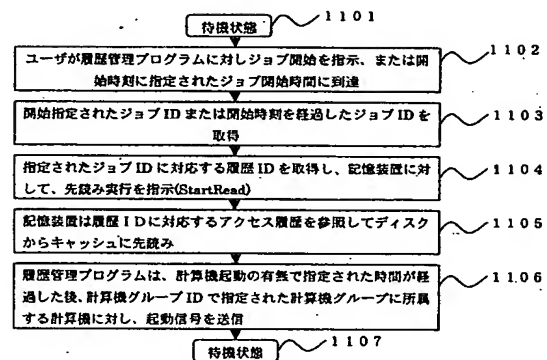 待機状態
1101
ユーザが履歴管理プログラムに対しジョブ開始を指示、または開
始時刻に指定されたジョブ開始時間に到達
1102
開始指定されたジョブIDまたは開始時刻を経過したジョブIDを
取得
1103
指定されたジョブIDに対応する履歴IDを取得し、記憶装置に対
して、先読み実行を指示(StartRead)
1104
記憶装置は履歴IDに対応するアクセス履歴を参照してディスク
からキャッシュに先読み
1105
履歴管理プログラムは、計算機起動の有無で指定された時間が経
過した後、計算機グループIDで指定された計算機グループに所属
する計算機に対し、起動信号を送信
1106
待機状態
1107